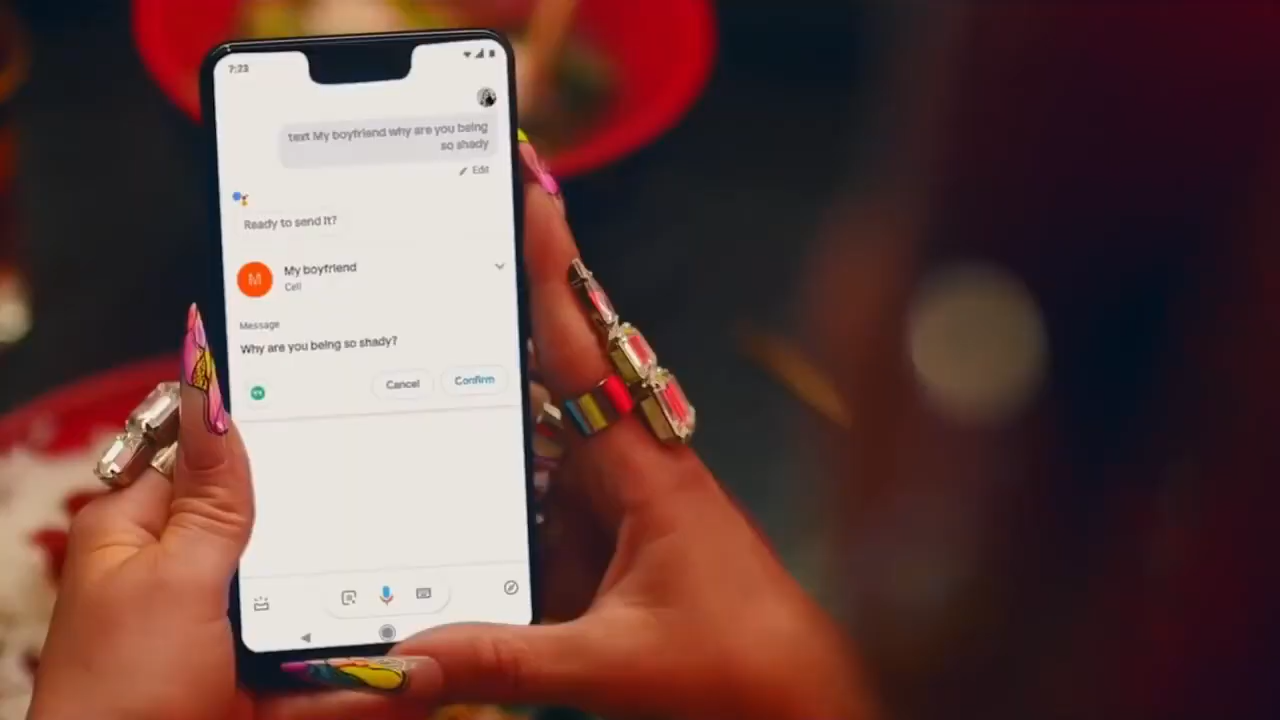 7:23
text My boyfriend why are you being
so shady
Edit
Ready to send it?
M
My boyfriend
Cell
Message
Why are you being so shady?
Cancel
Confirm